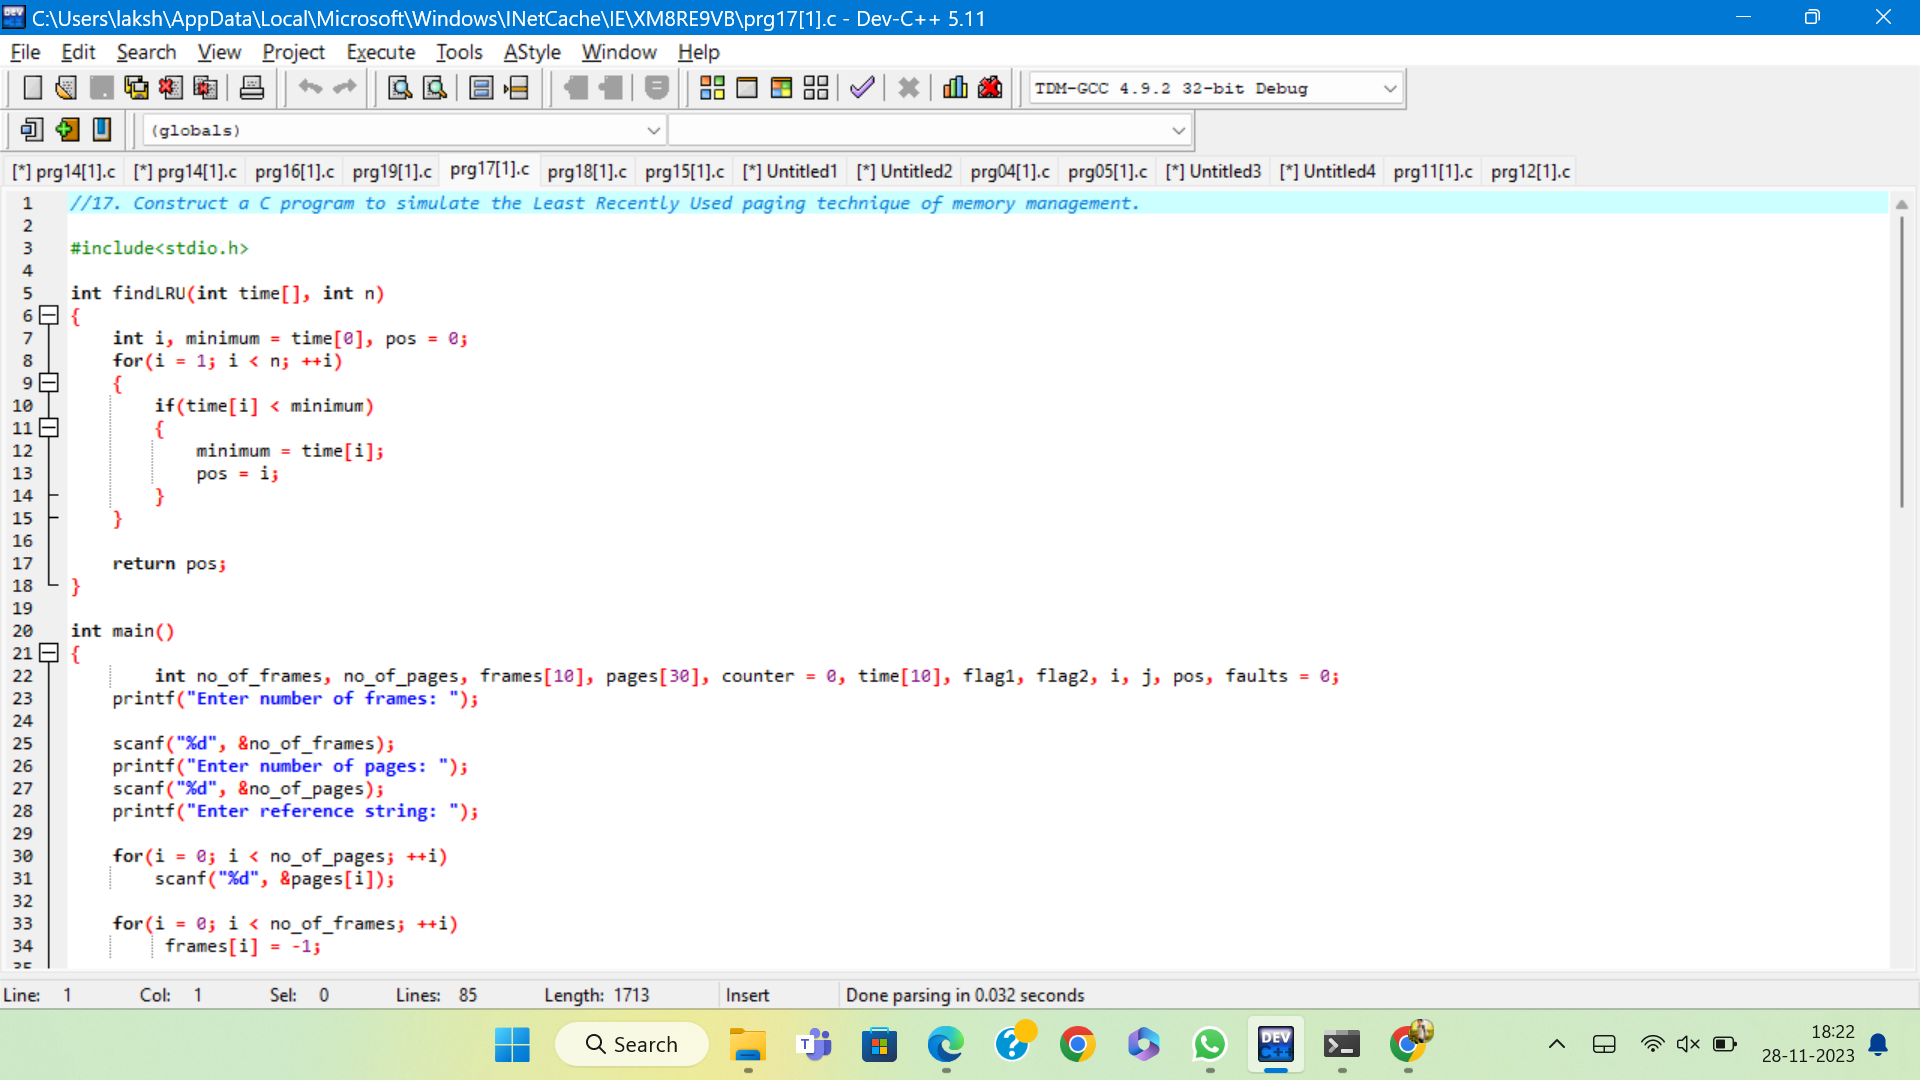 C:\Users\laksh\AppData\Local\Microsoft\Windows\INetCache\IE\XM8RE9VB\prg17[1].c - Dev-C++ 5.11
File Edit Search View Project Execute Tools AStyle Window Help
TDM-GCC 4.9.2 32-bit Debug
(globals)
[*] prg14[1].c [*] prg14[1].c prg16[1].c prg19[1].c prg17[1].c prg18[1].c prg15[1].c [*] Untitled1 [*] Untitled2 prg04[1].c prg05[1].c [*] Untitled3 [*] Untitled4 prg11[1].c prg12[1].c
1 //17. Construct a C program to simulate the Least Recently Used paging technique of memory management.
2
3 #include<stdio.h>
4
5 int findLRU(int time[], int n)
6 {
7 int i, minimum = time[0], pos = 0;
8 for(i = 1; i < n; ++i)
9 {
10 if(time[i] < minimum)
11 {
12 minimum = time[i];
13 pos = i;
14 }
15 }
16
17 return pos;
18 }
19
20 int main()
21 {
22 int no_of_frames, no_of_pages, frames[10], pages[30], counter = 0, time[10], flag1, flag2, i, j, pos, faults = 0;
23 printf("Enter number of frames: ");
24
25 scanf("%d", &no_of_frames);
26 printf("Enter number of pages: ");
27 scanf("%d", &no_of_pages);
28 printf("Enter reference string: ");
29
30 for(i = 0; i < no_of_pages; ++i)
31 scanf("%d", &pages[i]);
32
33 for(i = 0; i < no_of_frames; ++i)
34 frames[i] = -1;
35
Line: 1 Col: 1 Sel: 0 Lines: 85 Length: 1713 Insert Done parsing in 0.032 seconds
Search
DEV C++
18:22
28-11-2023